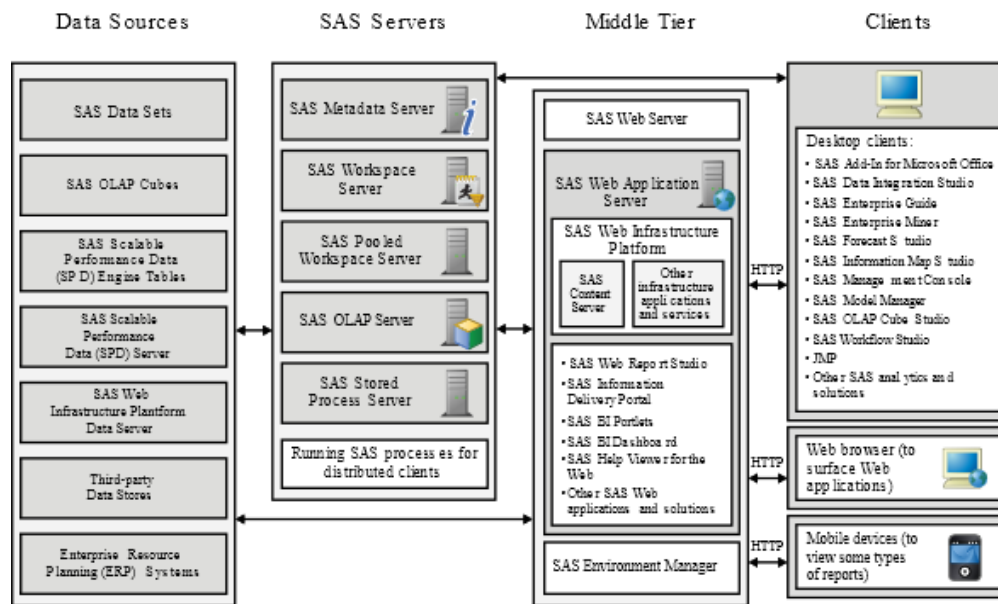 Data Sources
SAS Servers
Middle Tier
Clients
SAS Data Sets
SAS OLAP Cubes
SAS Scalable
Performance Data
(SPD) Engine Tables
SAS Scalable
Performance
Data (SPD) Server
SAS Web
Infrastructure Plantform
Data Server
Third-party
Data Stores
Enterprise Resource
Planning (ERP) Systems
SAS Metadata Server
SAS Workspace
Server
SAS Pooled
Workspace Server
SAS OLAP Server
SAS Stored
Process Server
Running SAS processes for
distributed clients
SAS Web Server
SAS Web Application
Server
SAS Web Infrastructure
Platform
SAS
Content
Server
Other
infrastructure
applications
and services
• SAS Web Report Studio
• SAS Information
Delivery Portal
• SAS BI Portlets
• SAS BI Dashboard
• SAS Help Viewer for the
Web
• Other SAS Web
applications and solutions
SAS Environment Manager
HTTP
HTTP
HTTP
Desktop clients:
• SAS Add-In for Microsoft Office
• SAS Data Integration Studio
• SAS Enterprise Guide
• SAS Enterprise Miner
• SAS Forecast Studio
• SAS Information Map Studio
• SAS Management Console
• SAS Model Manager
• SAS OLAP Cube Studio
• SAS Workflow Studio
• JMP
• Other SAS analytics and
solutions
Web browser (to
surface Web
applications)
Mobile devices (to
view some types
of reports)